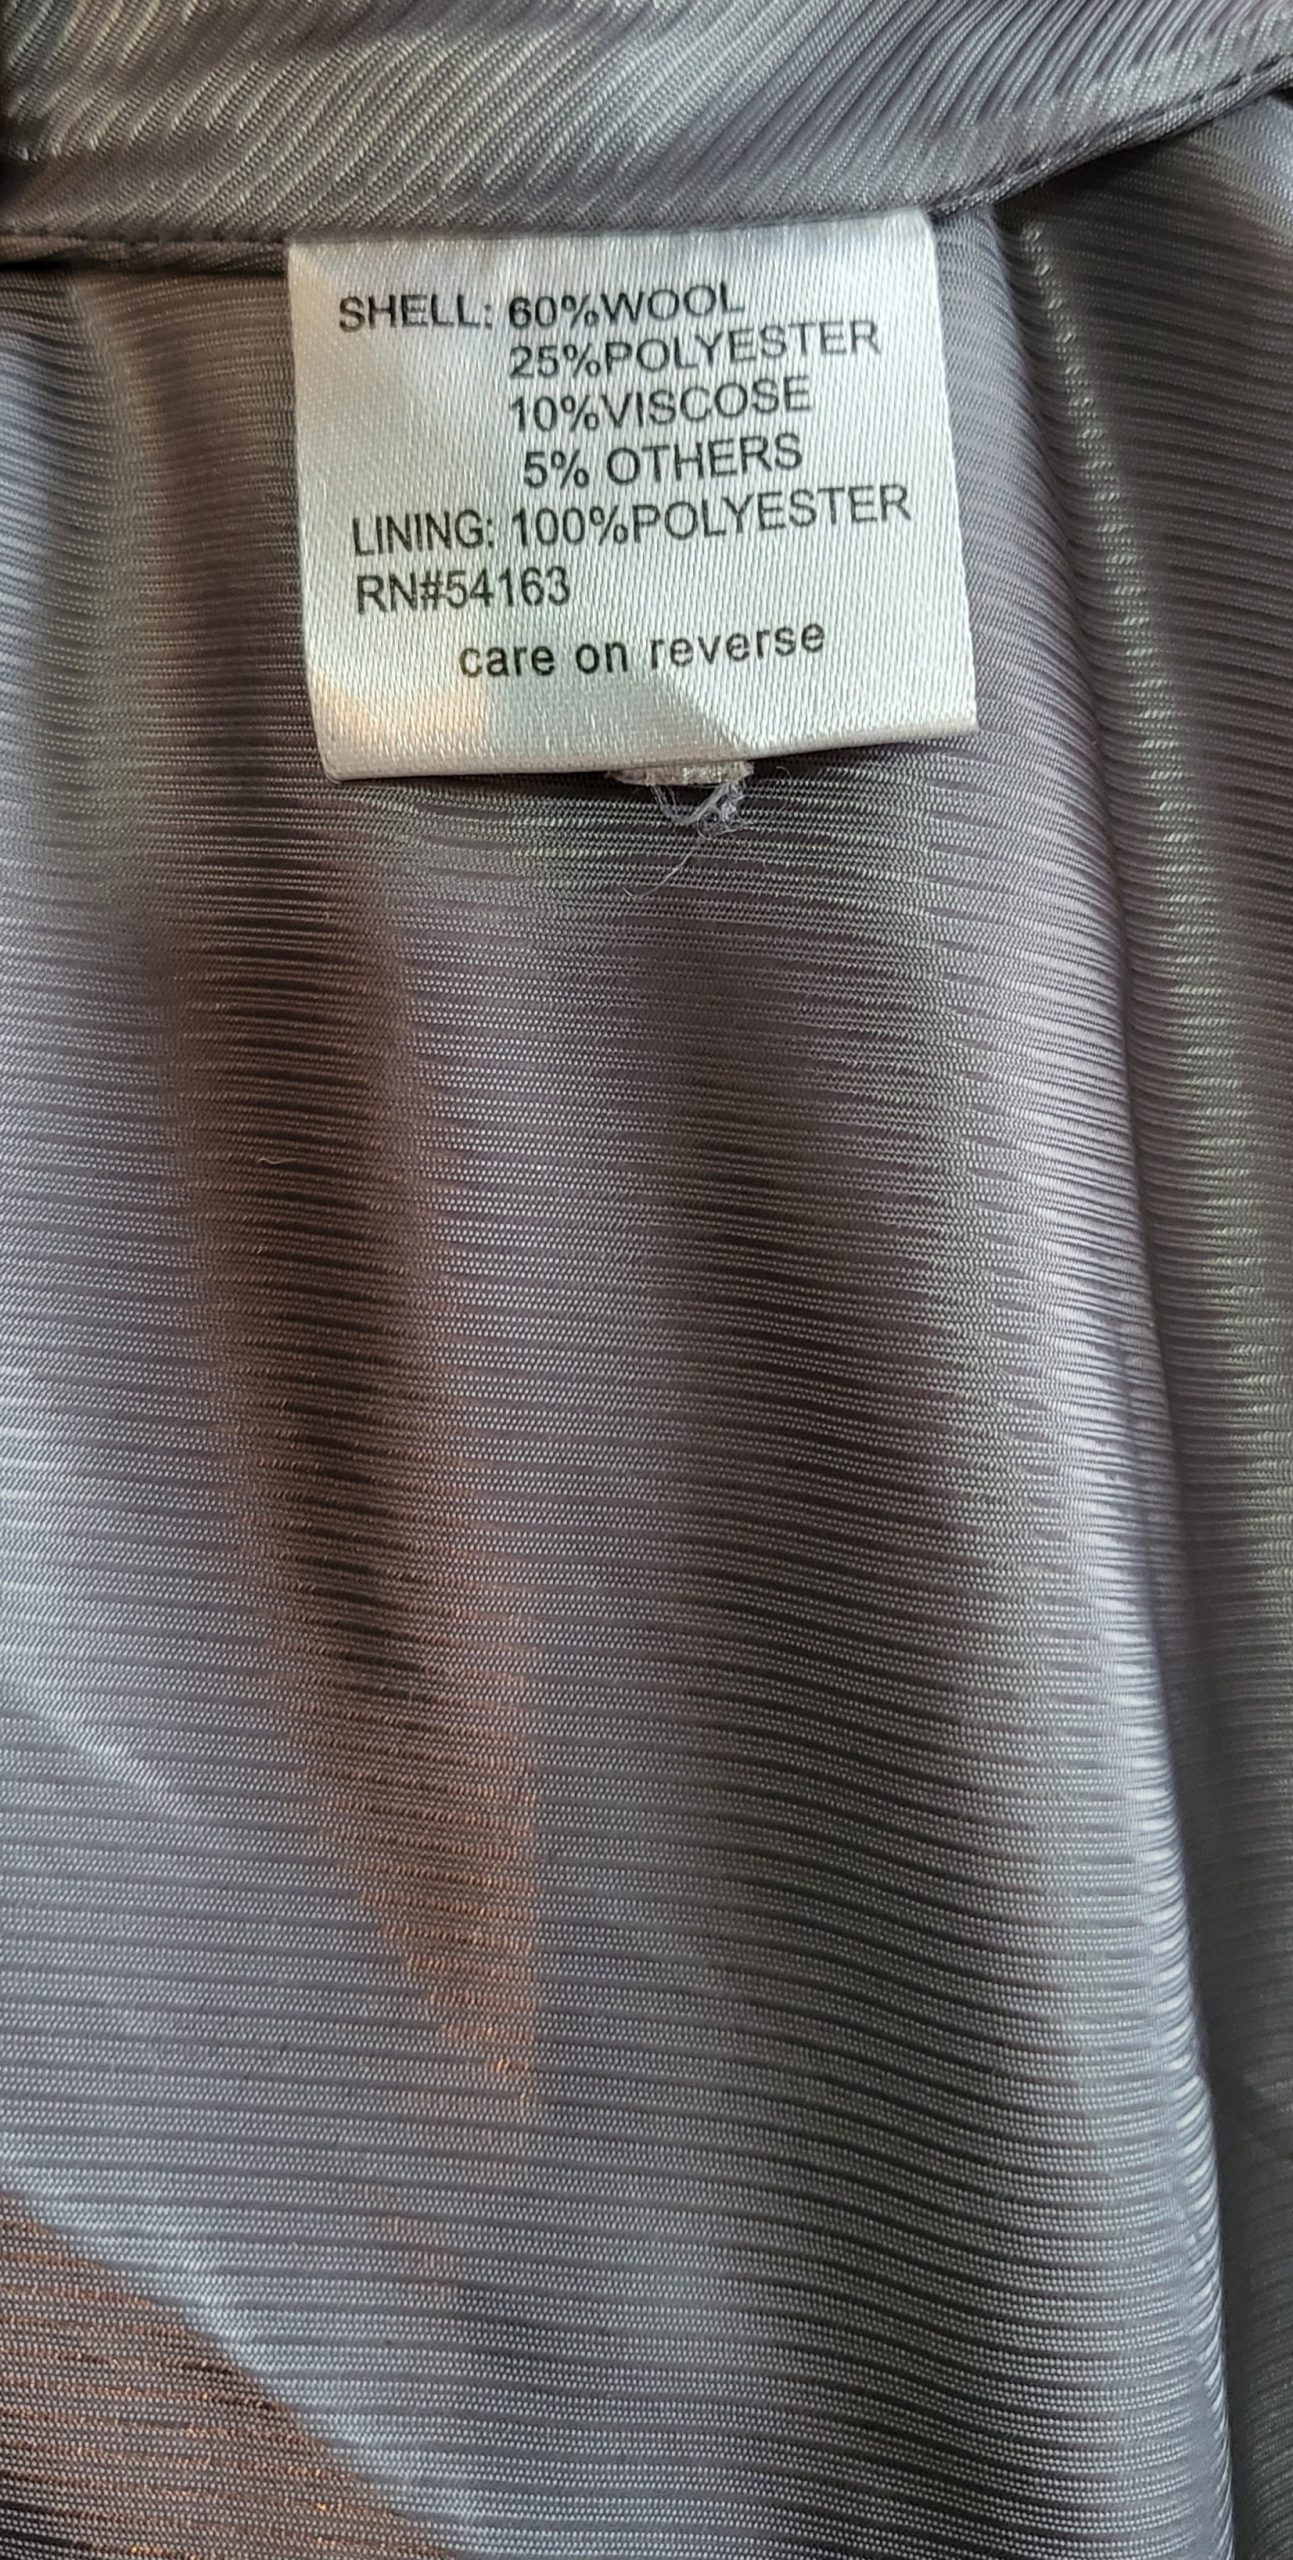 SHELL: 60%WOOL
25%POLYESTER
10%VISCOSE
5% OTHERS
LINING: 100%POLYESTER
RN#54163
care on reverse